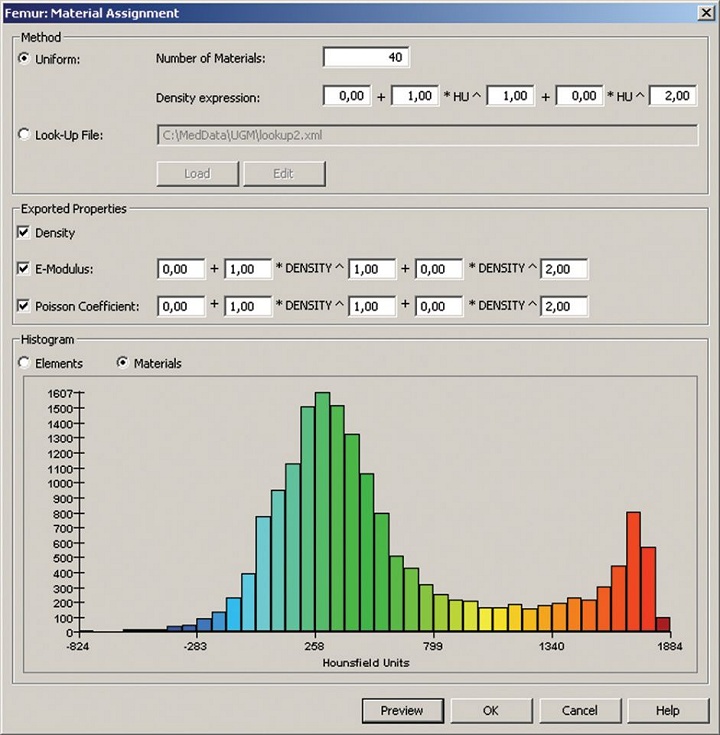 Femur: Material Assignment
Method
Uniform: Number of Materials: 40
Density expression: 0,00 + 1,00 * HU ^ 1,00 + 0,00 * HU ^ 2,00
Look-Up File: C:\MedData\UGM\lookup2.xml
Load Edit
Exported Properties
Density
E-Modulus: 0,00 + 1,00 * DENSITY ^ 1,00 + 0,00 * DENSITY ^ 2,00
Poisson Coefficient: 0,00 + 1,00 * DENSITY ^ 1,00 + 0,00 * DENSITY ^ 2,00
Histogram
Elements Materials
1607
1500
1400
1300
1200
1100
1000
900
800
700
600
500
400
300
200
100
0
-824 -283 258 799 1340 1884
Hounsfield Units
Preview OK Cancel Help